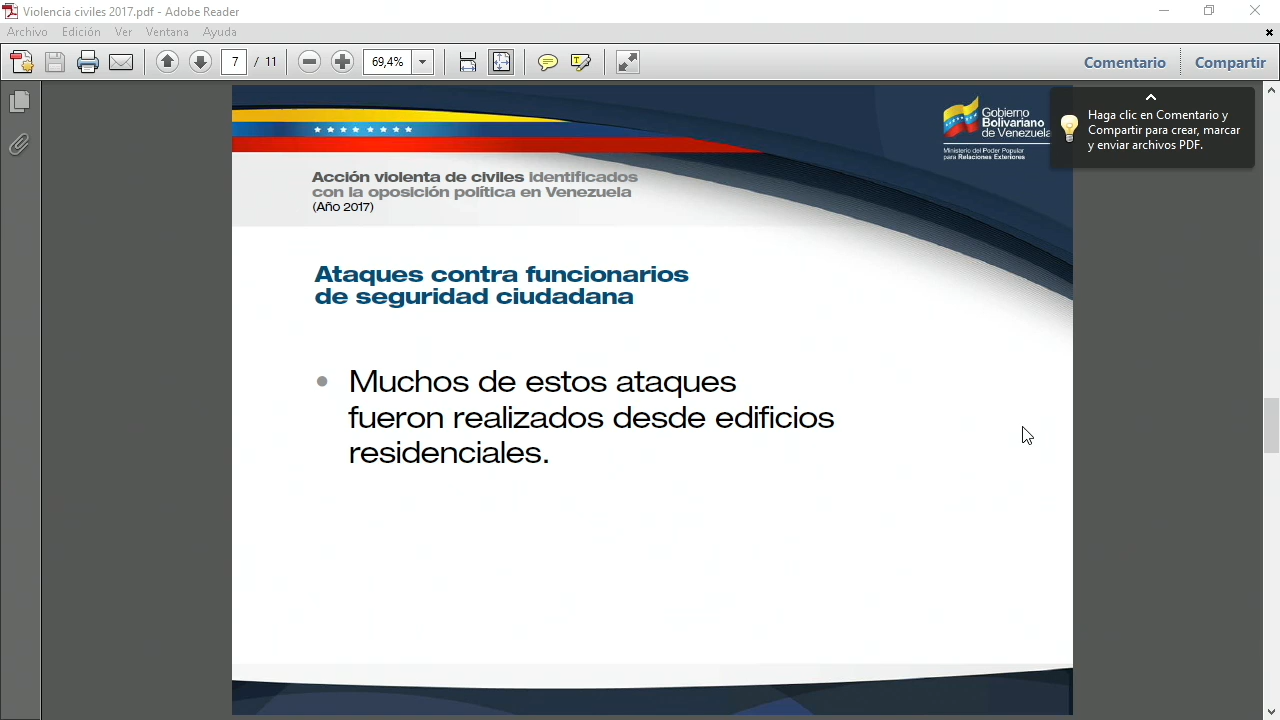 Violencia civiles 2017.pdf - Adobe Reader
Archivo Edición Ver Ventana Ayuda
7 / 11 69,4% Comentario Compartir
Haga clic en Comentario y
Compartir para crear, marcar
y enviar archivos PDF.
Gobierno
Bolivariano
de Venezuela
Ministerio del Poder Popular
para Relaciones Exteriores
Acción violenta de civiles identificados
con la oposición política en Venezuela
(Año 2017)
Ataques contra funcionarios
de seguridad ciudadana
• Muchos de estos ataques
fueron realizados desde edificios
residenciales.